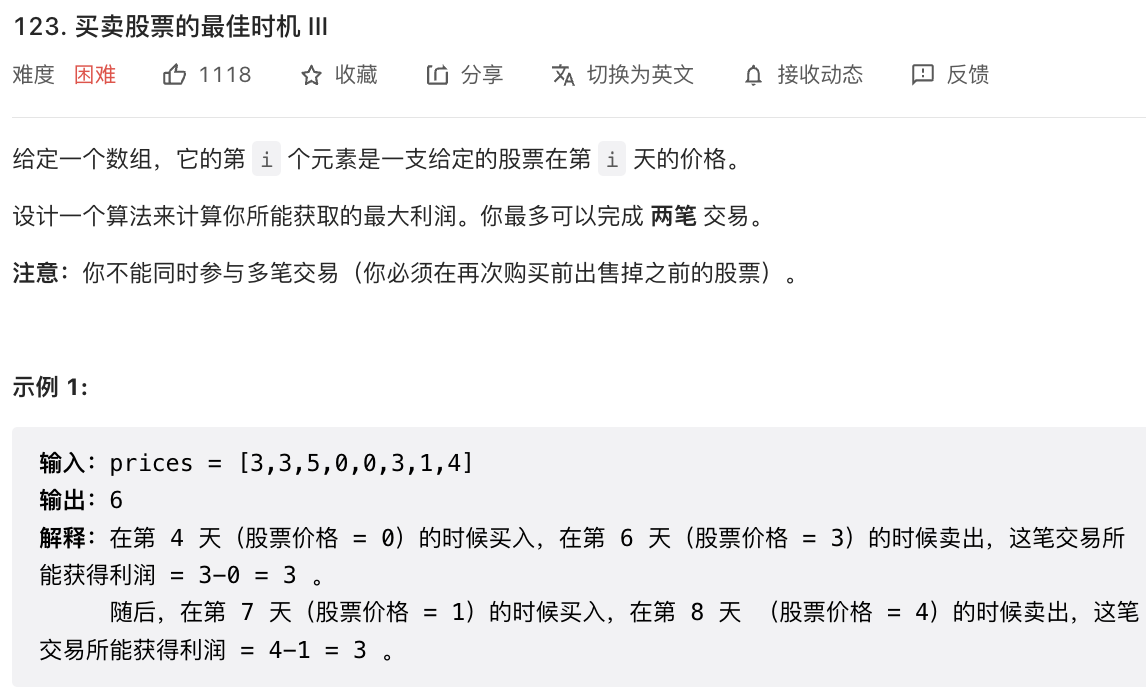 123. 买卖股票的最佳时机 III
难度 困难 1118 收藏 分享 切换为英文 接收动态 反馈
给定一个数组，它的第 i 个元素是一支给定的股票在第 i 天的价格。
设计一个算法来计算你所能获取的最大利润。你最多可以完成 两笔 交易。
注意：你不能同时参与多笔交易（你必须在再次购买前出售掉之前的股票）。
示例 1:
输入：prices = [3,3,5,0,0,3,1,4]
输出：6
解释：在第 4 天（股票价格 = 0）的时候买入，在第 6 天（股票价格 = 3）的时候卖出，这笔交易所
能获得利润 = 3-0 = 3 。
随后，在第 7 天（股票价格 = 1）的时候买入，在第 8 天 （股票价格 = 4）的时候卖出，这笔
交易所能获得利润 = 4-1 = 3 。